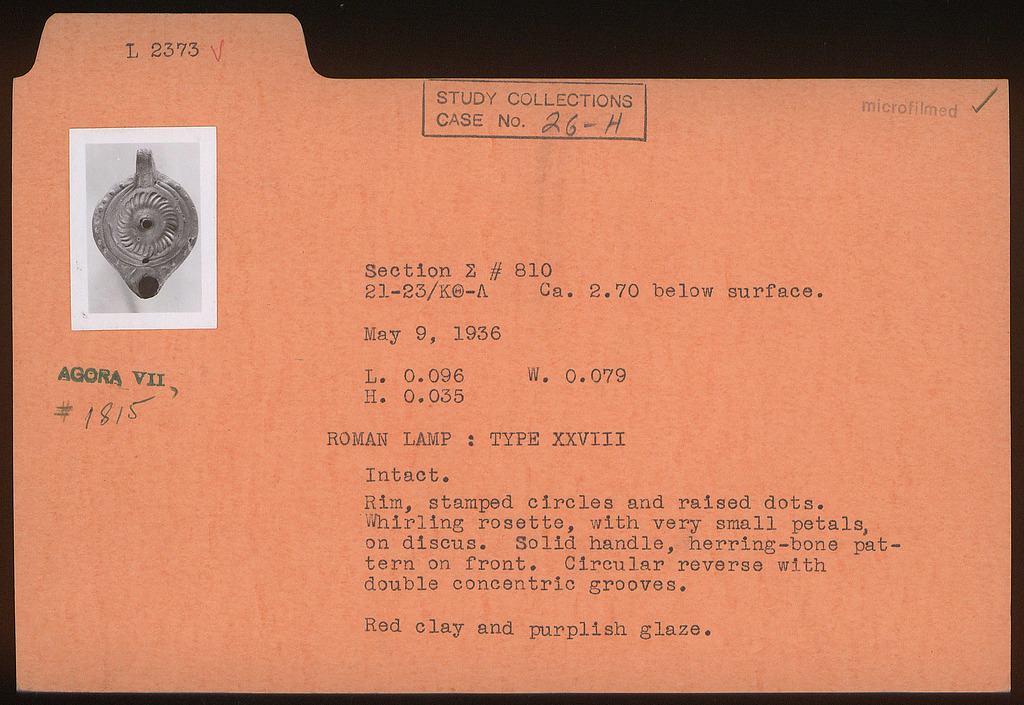 L 2373 ✓
STUDY COLLECTIONS
CASE No. 26-H
microfilmed ✓
AGORA VII,
# 1815
Section Σ # 810
21-23/ΚΘ-Λ Ca. 2.70 below surface.
May 9, 1936
L. 0.096 W. 0.079
H. 0.035
ROMAN LAMP : TYPE XXVIII
Intact.
Rim, stamped circles and raised dots.
Whirling rosette, with very small petals,
on discus. Solid handle, herring-bone pat-
tern on front. Circular reverse with
double concentric grooves.
Red clay and purplish glaze.